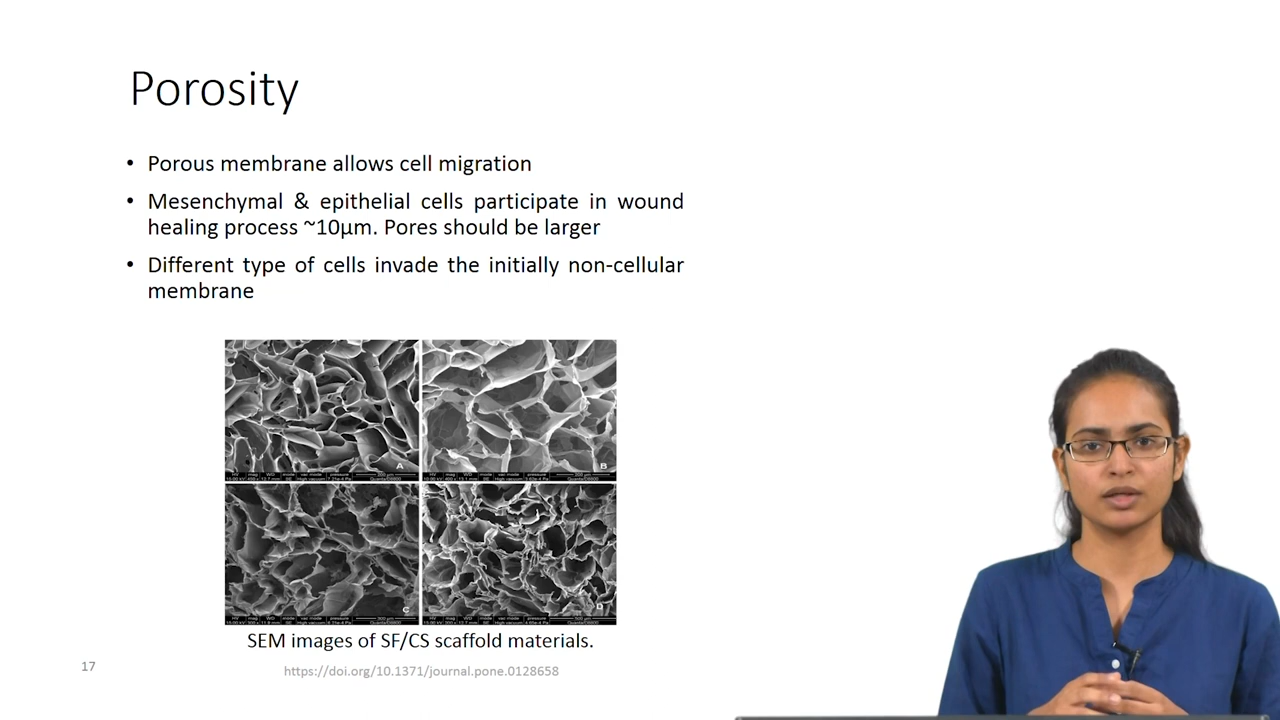 Porosity
• Porous membrane allows cell migration
• Mesenchymal & epithelial cells participate in wound
healing process ~10µm. Pores should be larger
• Different type of cells invade the initially non-cellular
membrane
A
B
C
D
SEM images of SF/CS scaffold materials.
17
https://doi.org/10.1371/journal.pone.0128658